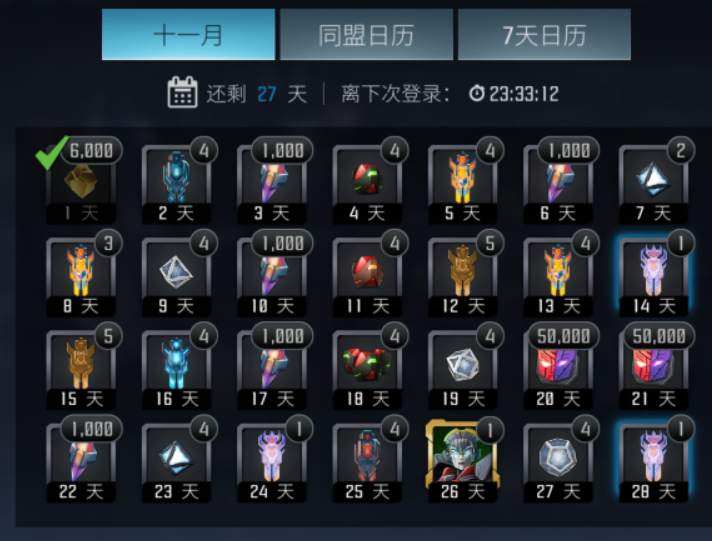 十一月 同盟日历 7天日历
还剩 27 天 | 离下次登录: 23:33:12
6,000 4 1,000 4 4 1,000 2
1 天 2 天 3 天 4 天 5 天 6 天 7 天
3 4 1,000 4 5 4 1
8 天 9 天 10 天 11 天 12 天 13 天 14 天
5 4 1,000 4 4 50,000 50,000
15 天 16 天 17 天 18 天 19 天 20 天 21 天
1,000 4 1 4 1 4 1
22 天 23 天 24 天 25 天 26 天 27 天 28 天